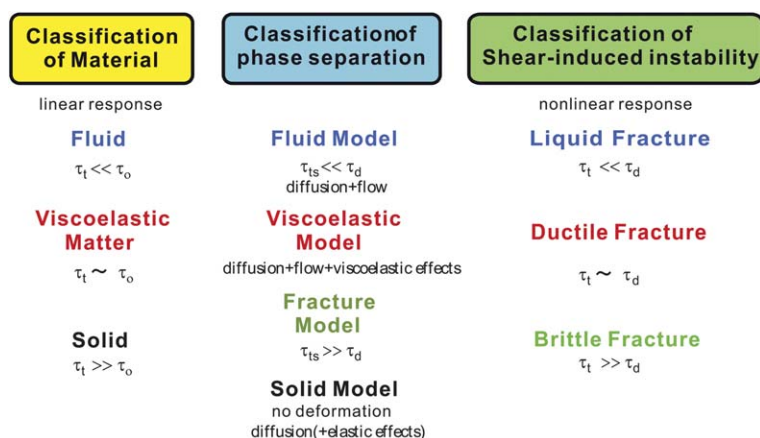 Classification
of Material
linear response
Fluid
τt << τo
Viscoelastic
Matter
τt ~ τo
Solid
τt >> τo
Classificationof
phase separation
Fluid Model
τts << τd
diffusion+flow
Viscoelastic
Model
diffusion+flow+viscoelastic effects
Fracture
Model
τts >> τd
Solid Model
no deformation
diffusion(+elastic effects)
Classification of
Shear-induced instability
nonlinear response
Liquid Fracture
τt << τd
Ductile Fracture
τt ~ τd
Brittle Fracture
τt >> τd